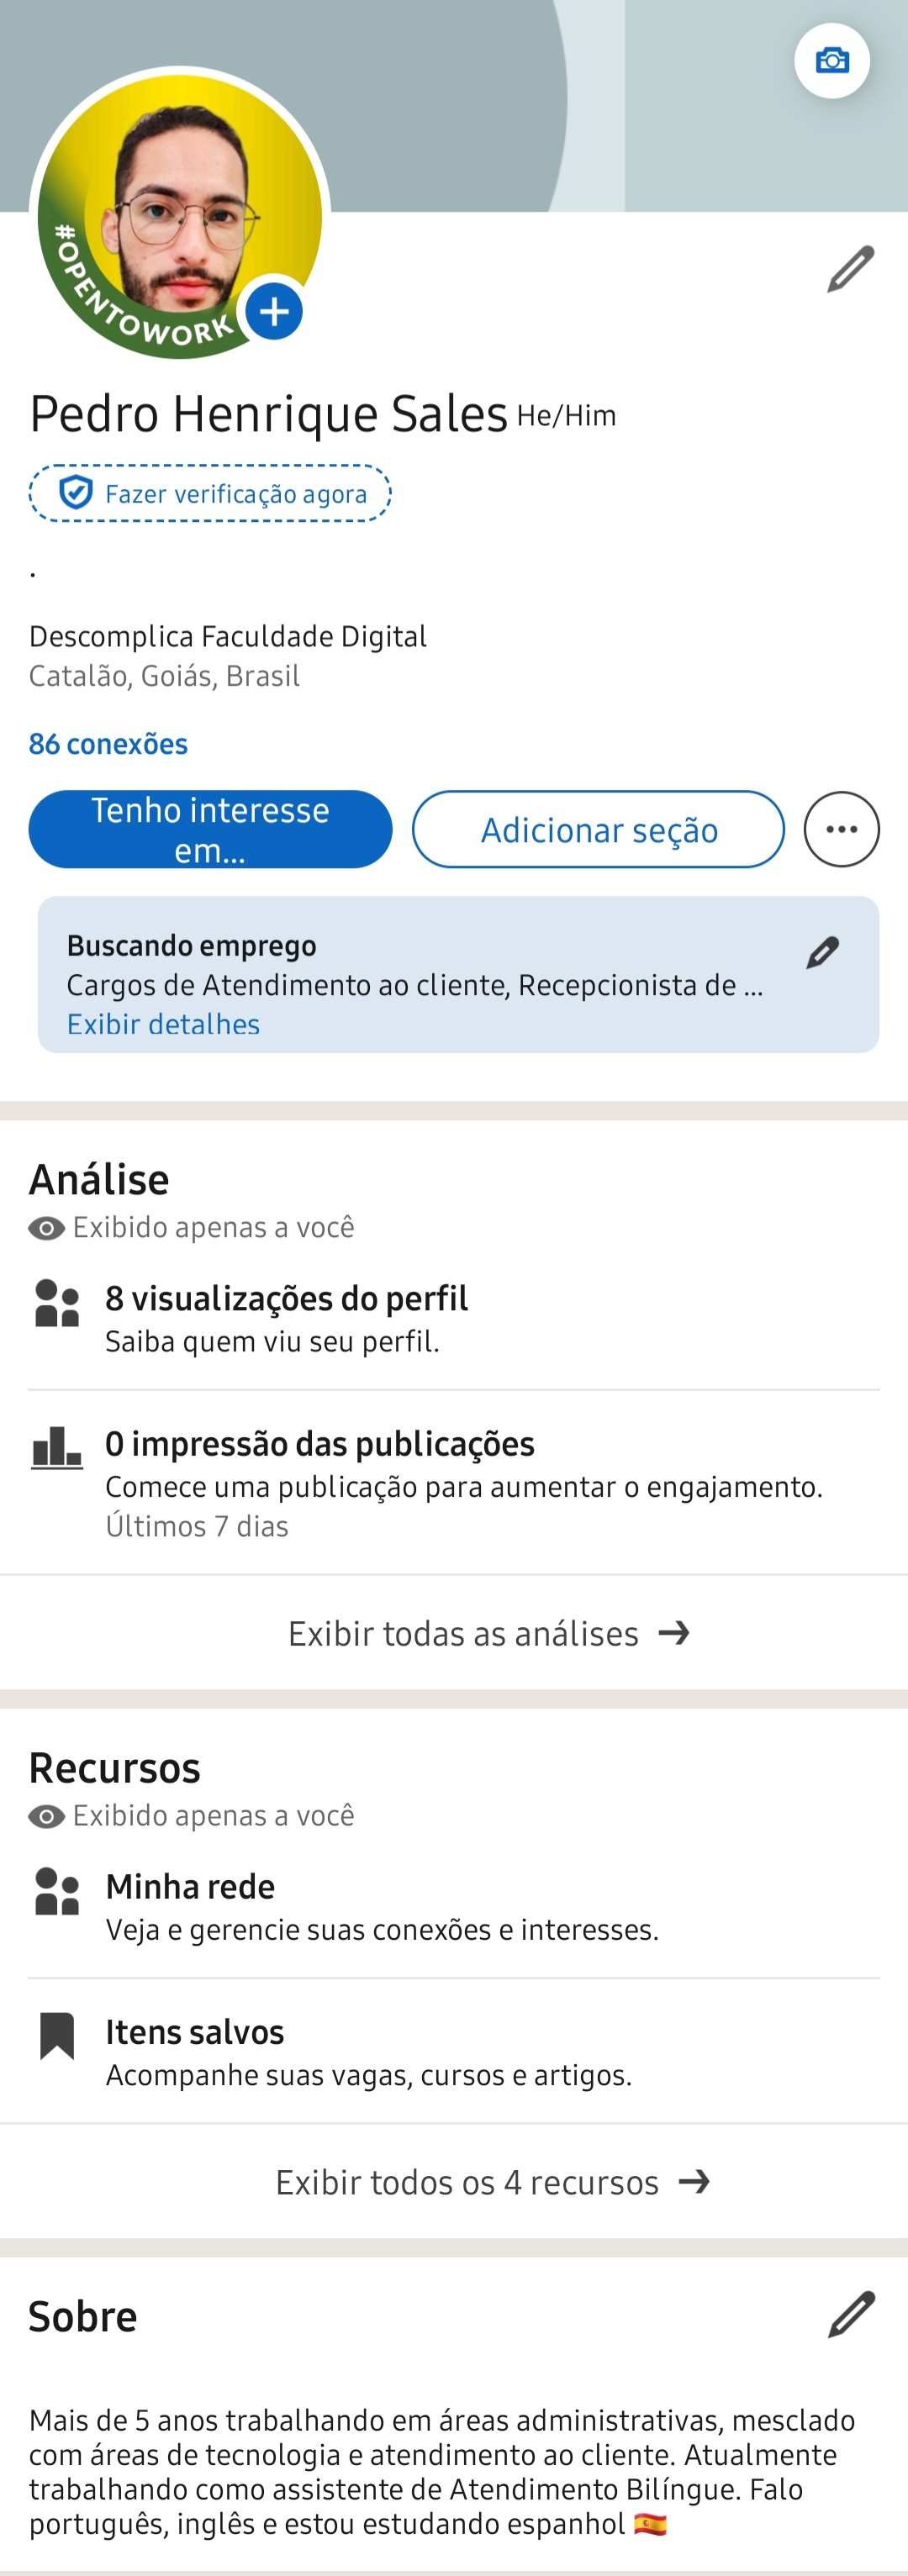 #OPENTOWORK
Pedro Henrique Sales He/Him
Fazer verificação agora
.
Descomplica Faculdade Digital
Catalão, Goiás, Brasil
86 conexões
Tenho interesse
em...
Adicionar seção
Buscando emprego
Cargos de Atendimento ao cliente, Recepcionista de ...
Exibir detalhes
Análise
Exibido apenas a você
8 visualizações do perfil
Saiba quem viu seu perfil.
0 impressão das publicações
Comece uma publicação para aumentar o engajamento.
Últimos 7 dias
Exibir todas as análises →
Recursos
Exibido apenas a você
Minha rede
Veja e gerencie suas conexões e interesses.
Itens salvos
Acompanhe suas vagas, cursos e artigos.
Exibir todos os 4 recursos →
Sobre
Mais de 5 anos trabalhando em áreas administrativas, mesclado
com áreas de tecnologia e atendimento ao cliente. Atualmente
trabalhando como assistente de Atendimento Bilíngue. Falo
português, inglês e estou estudando espanhol 🇪🇸